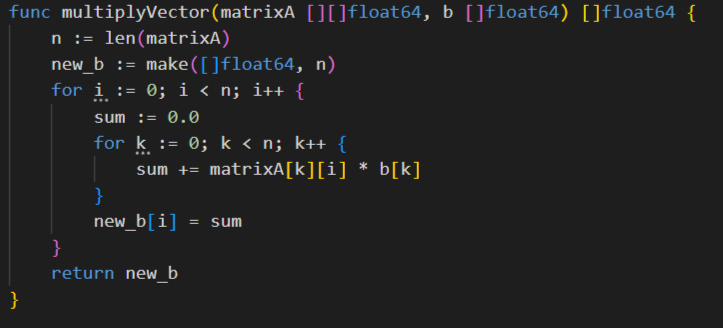 func multiplyVector(matrixA [][]float64, b []float64) []float64 {
    n := len(matrixA)
    new_b := make([]float64, n)
    for i := 0; i < n; i++ {
        sum := 0.0
        for k := 0; k < n; k++ {
            sum += matrixA[k][i] * b[k]
        }
        new_b[i] = sum
    }
    return new_b
}